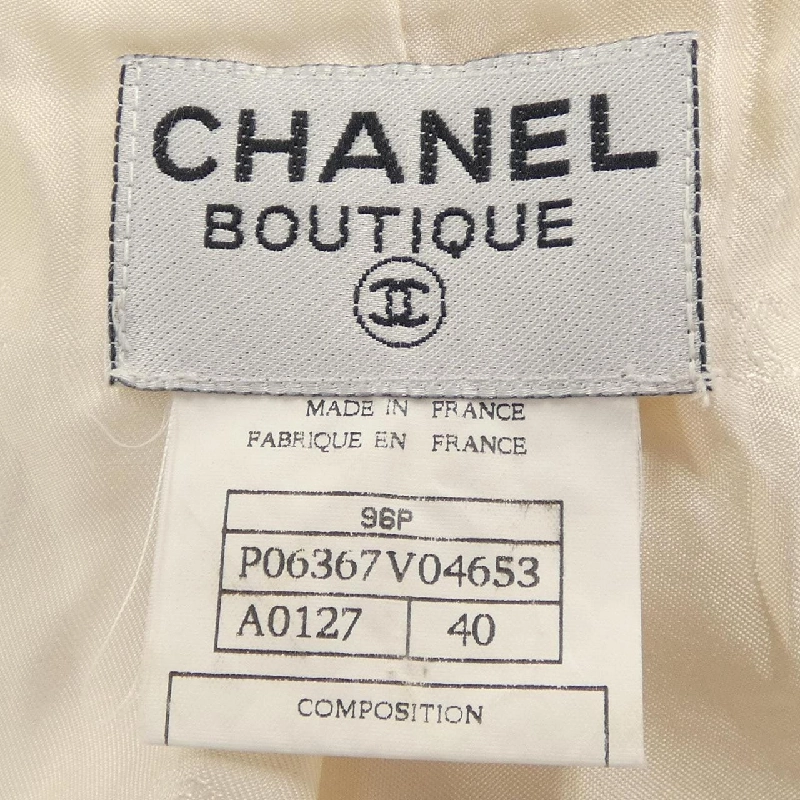 CHANEL
BOUTIQUE
MADE IN FRANCE
FABRIQUE EN FRANCE
96P
P06367V04653
A0127 40
COMPOSITION